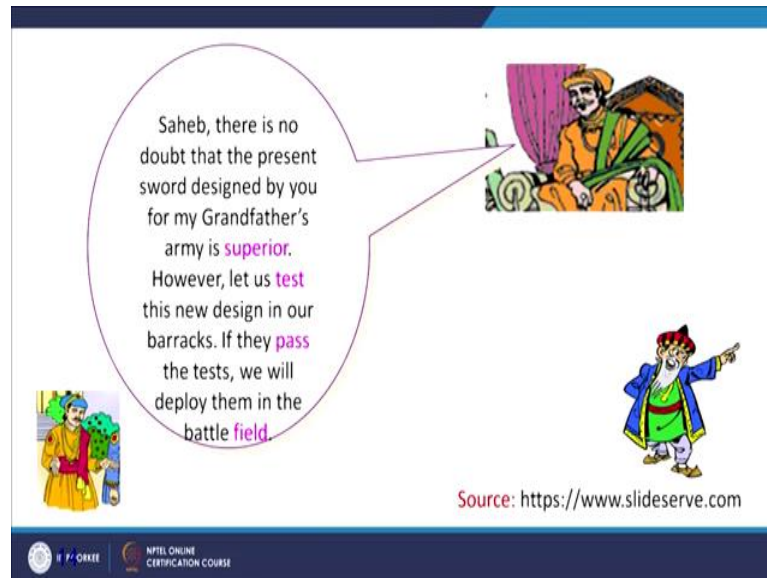 Saheb, there is no
doubt that the present
sword designed by you
for my Grandfather's
army is superior.
However, let us test
this new design in our
barracks. If they pass
the tests, we will
deploy them in the
battle field.
Source: https://www.slideserve.com
14
NPTEL ONLINE
CERTIFICATION COURSE